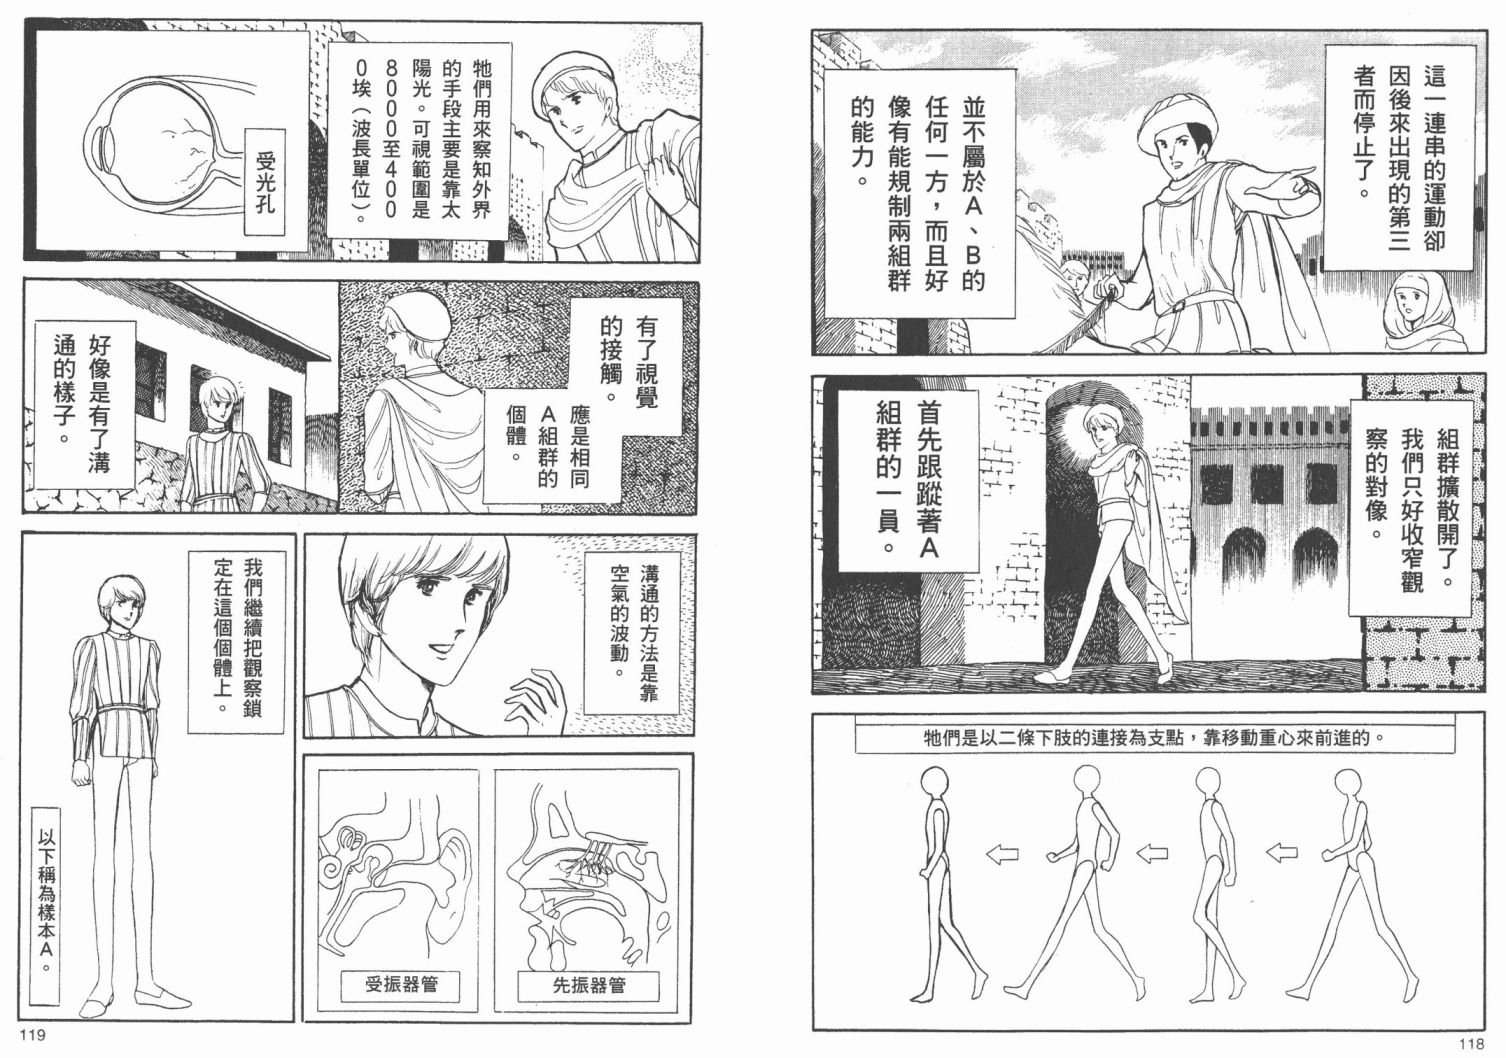 這一連串的運動卻
因後來出現的第三
者而停止了。
並不屬於A、B的
任何一方，而且好
像有能規制兩組群
的能力。
組群擴散開了。
我們只好收窄觀
察的對像。
首先跟蹤著A
組群的一員。
牠們是以二條下肢的連接為支點，靠移動重心來前進的。
118
牠們用來察知外界
的手段主要是靠太
陽光。可視範圍是
8000至400
0埃（波長單位）。
受光孔
有了視覺
的接觸。
應是相同
A組群的
個體。
好像是有了溝
通的樣子。
溝通的方法是靠
空氣的波動。
先振器管
受振器管
我們繼續把觀察鎖
定在這個個體上。
以下稱為樣本A。
119